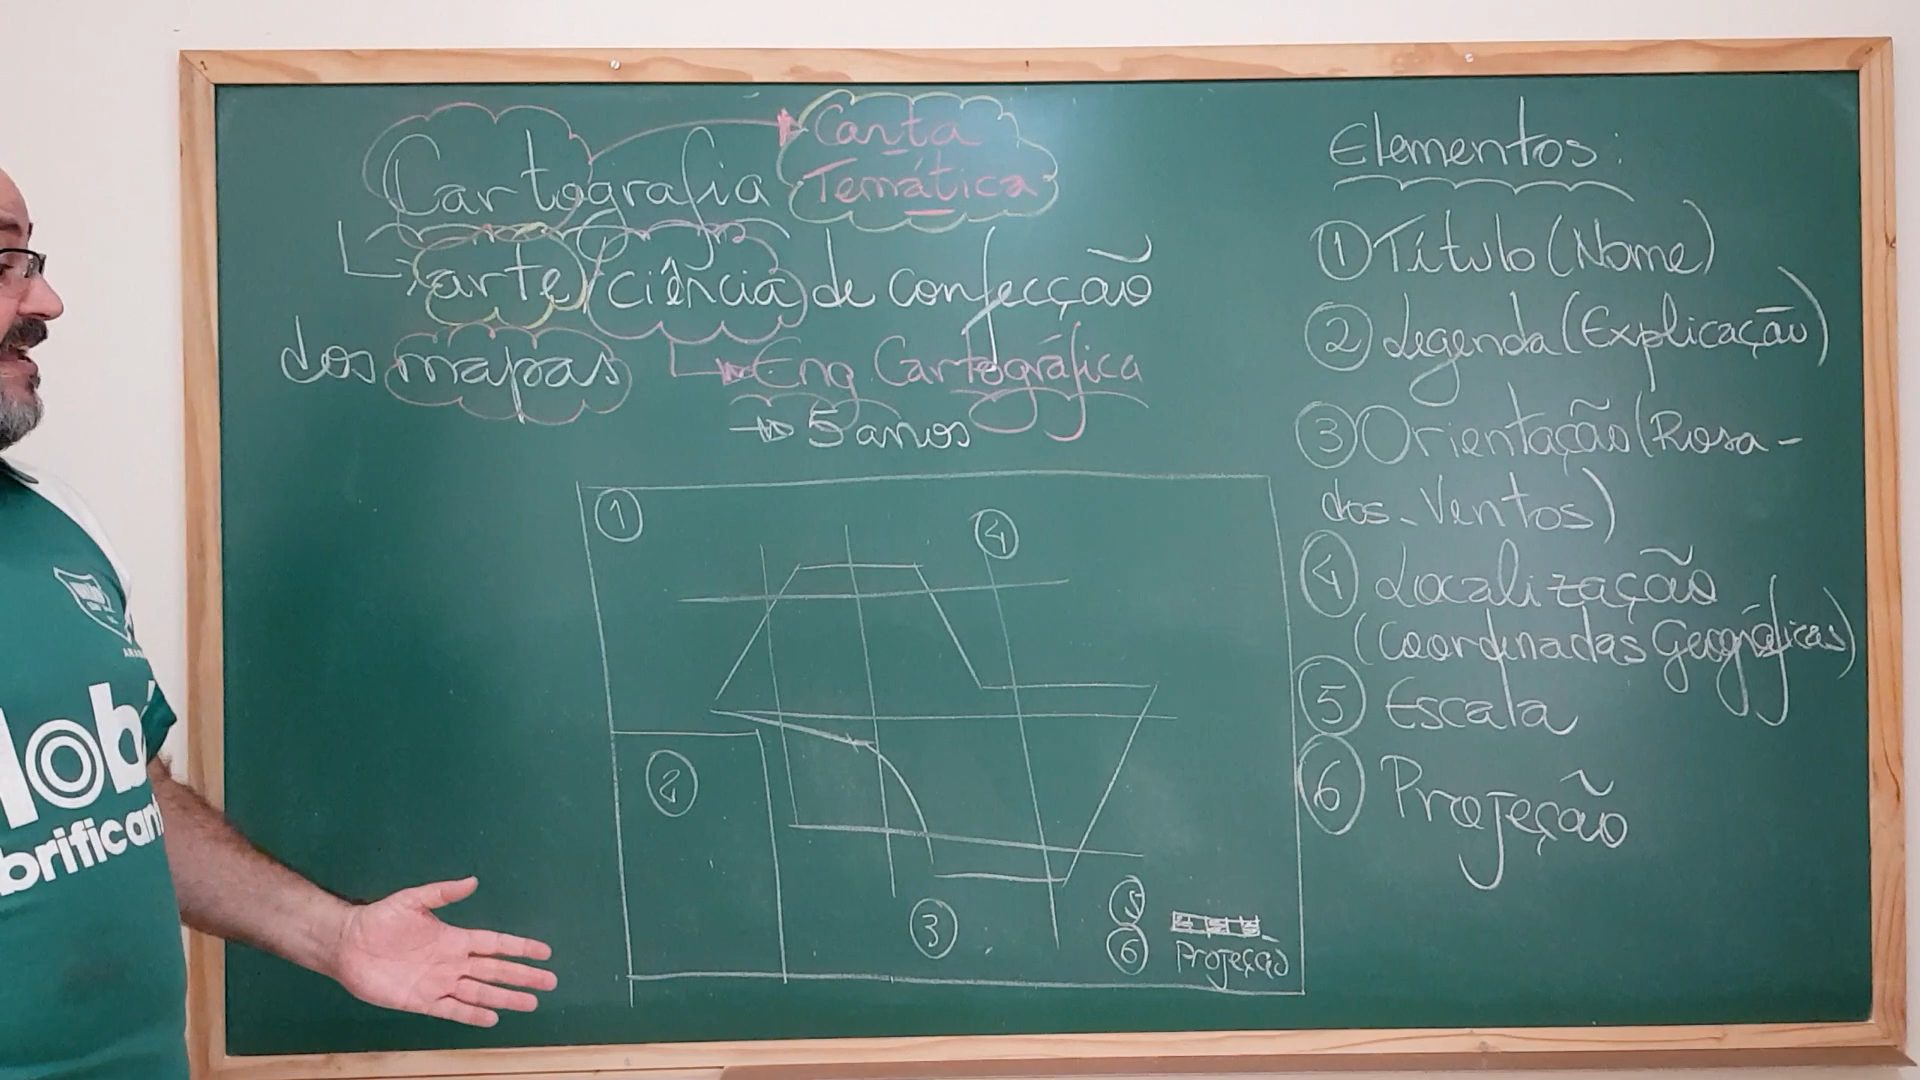 Cartografia
Carta
Temática
arte/ciência de confecção
dos mapas
Eng Cartográfica
5 anos
Elementos:
1 Título (Nome)
2 Legenda (Explicação)
3 Orientação (Rosa-
dos-Ventos)
4 Localização
(Coordenadas Geográficas)
5 Escala
6 Projeção
1
4
2
3
5
6
Projeção